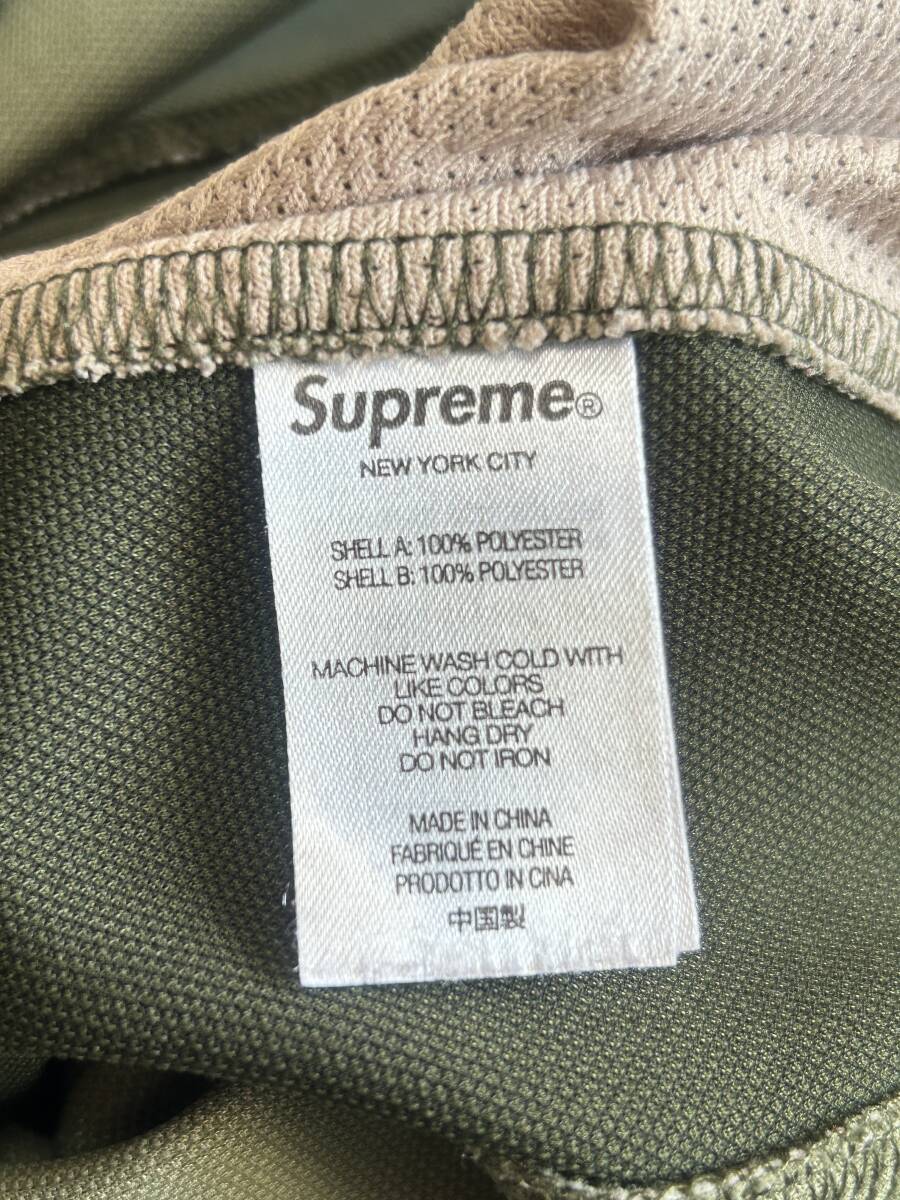 Supreme®
NEW YORK CITY
SHELL A: 100% POLYESTER
SHELL B: 100% POLYESTER
MACHINE WASH COLD WITH
LIKE COLORS
DO NOT BLEACH
HANG DRY
DO NOT IRON
MADE IN CHINA
FABRIQUÉ EN CHINE
PRODOTTO IN CINA
中国製